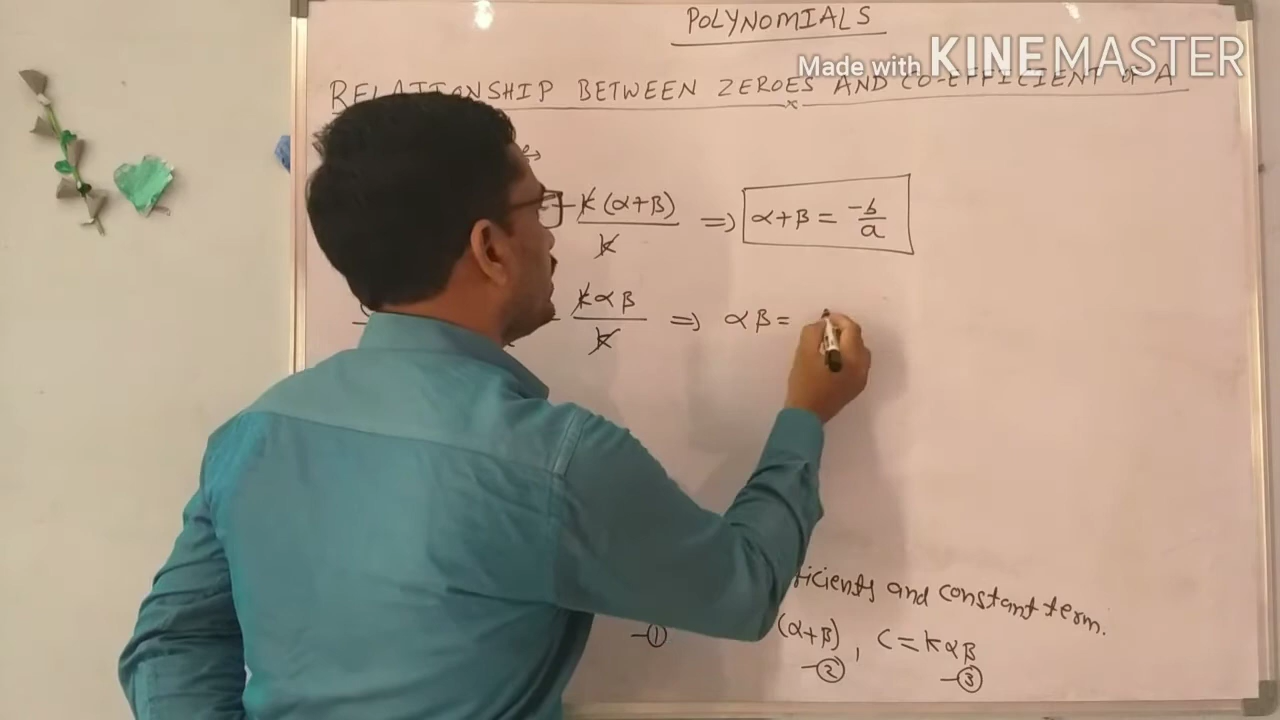 POLYNOMIALS
Made with KINEMASTER
RELATIONSHIP BETWEEN ZEROES AND CO-EFFICIENT OF A
-k(α+β)/k => α+β = -b/a
kαβ/k => αβ =
ficients and constant term.
(α+β), C = kαβ
-① -② -③